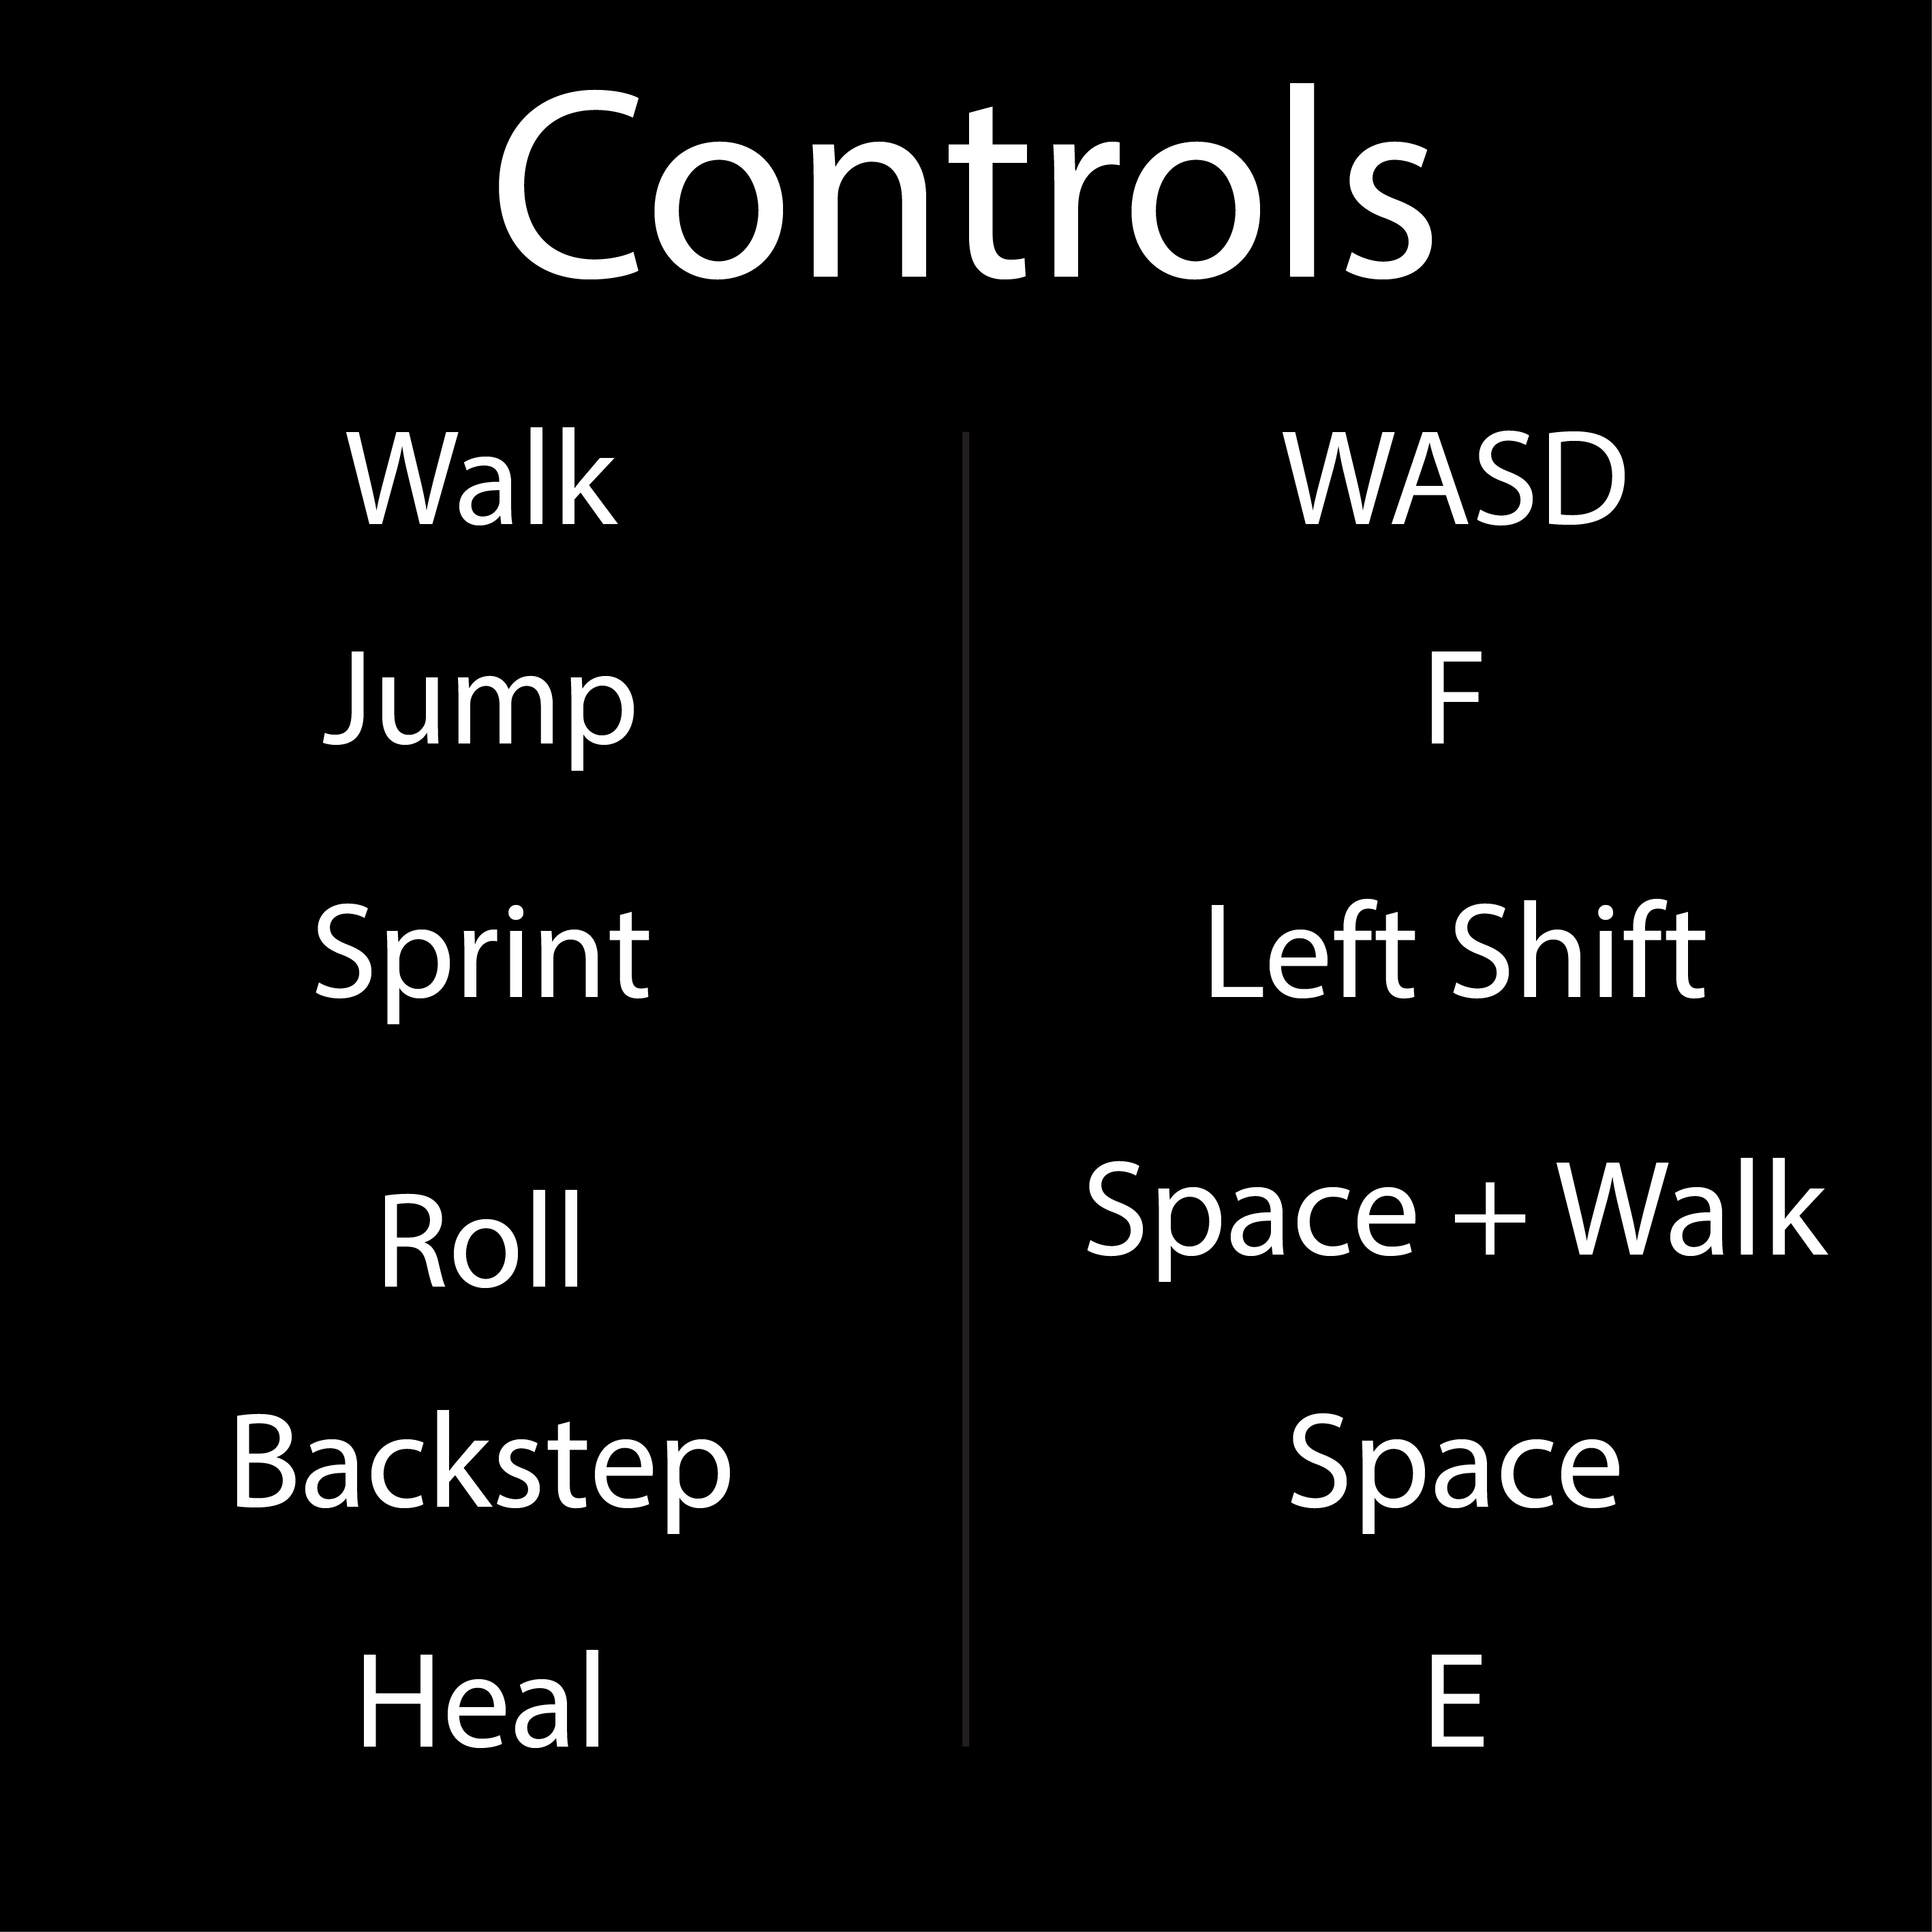 Controls
Walk WASD
Jump F
Sprint Left Shift
Roll Space + Walk
Backstep Space
Heal E